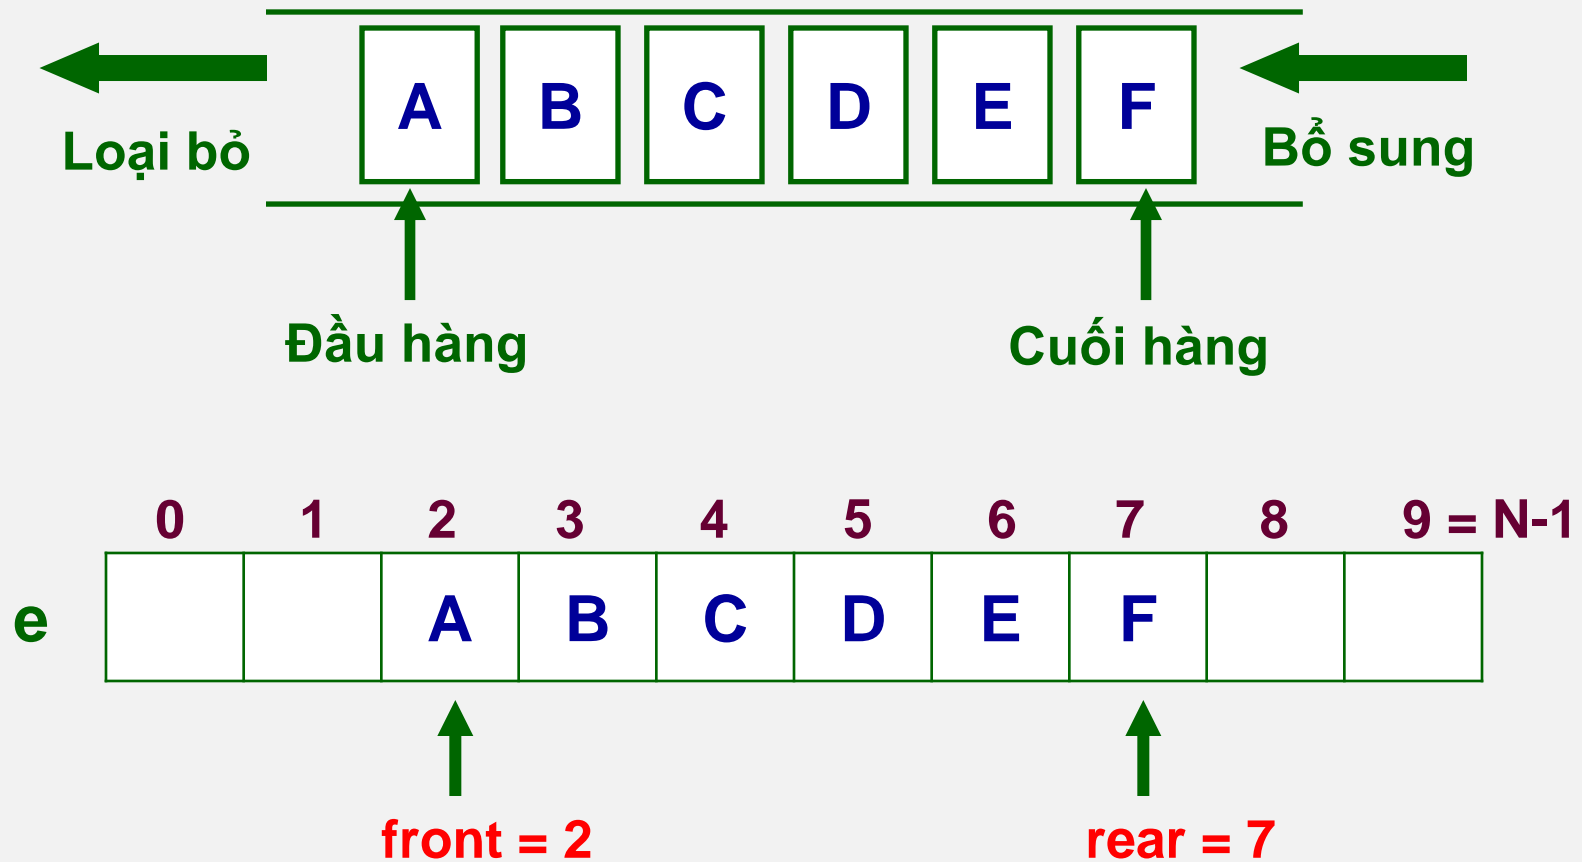 A B C D E F
Loại bỏ
Bổ sung
Đầu hàng
Cuối hàng
0 1 2 3 4 5 6 7 8 9 = N-1
e A B C D E F
front = 2
rear = 7